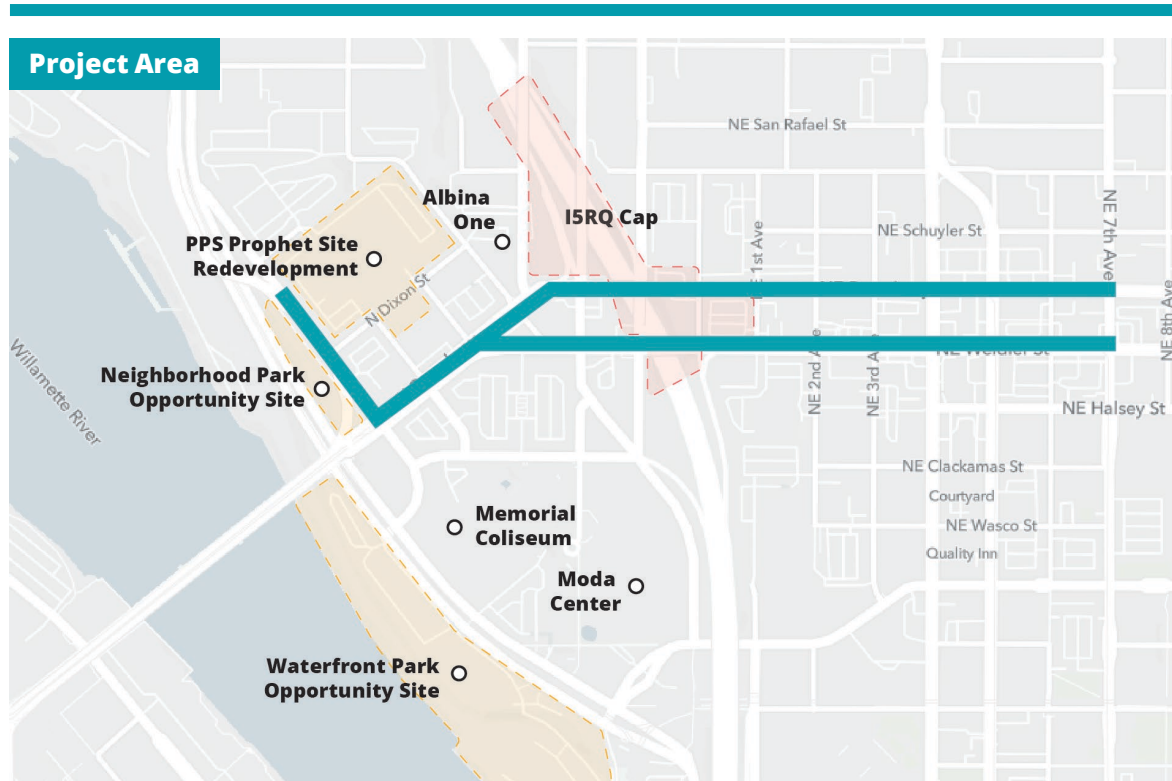 Project Area
NE San Rafael St
Albina
One
I5RQ Cap
NE 7th Ave
PPS Prophet Site
Redevelopment
NE Schuyler St
NE 1st Ave
N Dixon St
NE 8th Ave
Willamette River
Neighborhood Park
Opportunity Site
NE Weidler St
NE 2nd Ave
NE 3rd Ave
NE Halsey St
NE Clackamas St
Courtyard
Memorial
Coliseum
NE Wasco St
Quality Inn
Moda
Center
Waterfront Park
Opportunity Site